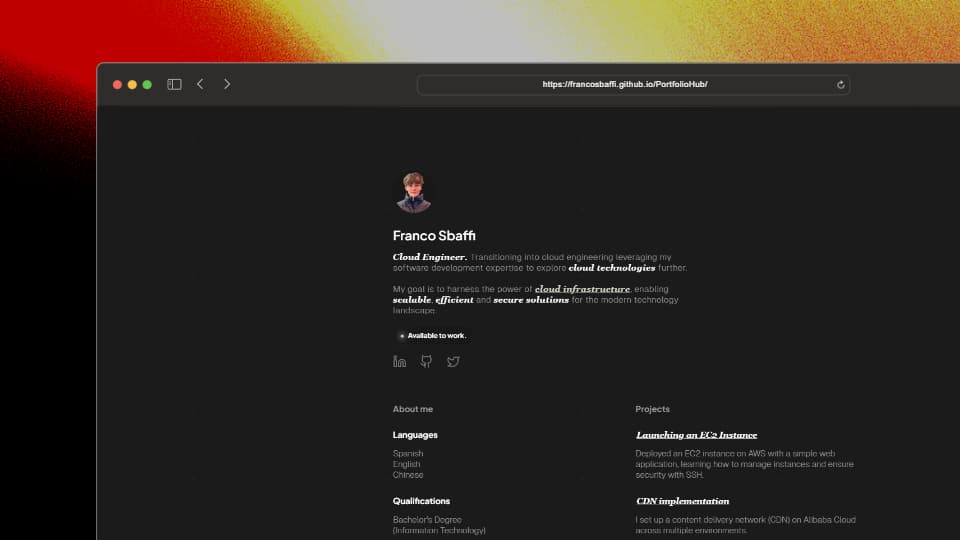 https://francosbaffi.github.io/PortfolioHub/
Franco Sbaffi
Cloud Engineer. Transitioning into cloud engineering leveraging my
software development expertise to explore cloud technologies further.
My goal is to harness the power of cloud infrastructure, enabling
scalable, efficient and secure solutions for the modern technology
landscape.
Available to work.
About me
Languages
Spanish
English
Chinese
Qualifications
Bachelor's Degree
(Information Technology)
Projects
Launching an EC2 Instance
Deployed an EC2 instance on AWS with a simple web
application, learning how to manage instances and ensure
security with SSH.
CDN implementation
I set up a content delivery network (CDN) on Alibaba Cloud
across multiple environments.